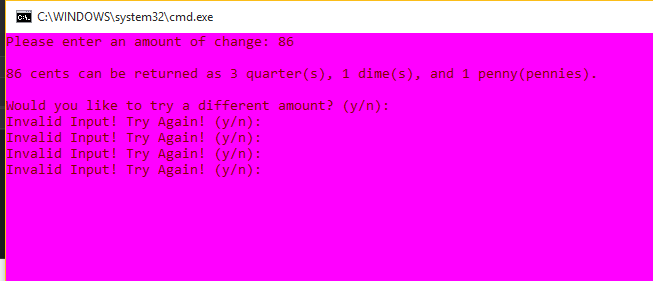 C:\WINDOWS\system32\cmd.exe
Please enter an amount of change: 86
86 cents can be returned as 3 quarter(s), 1 dime(s), and 1 penny(pennies).
Would you like to try a different amount? (y/n):
Invalid Input! Try Again! (y/n):
Invalid Input! Try Again! (y/n):
Invalid Input! Try Again! (y/n):
Invalid Input! Try Again! (y/n):